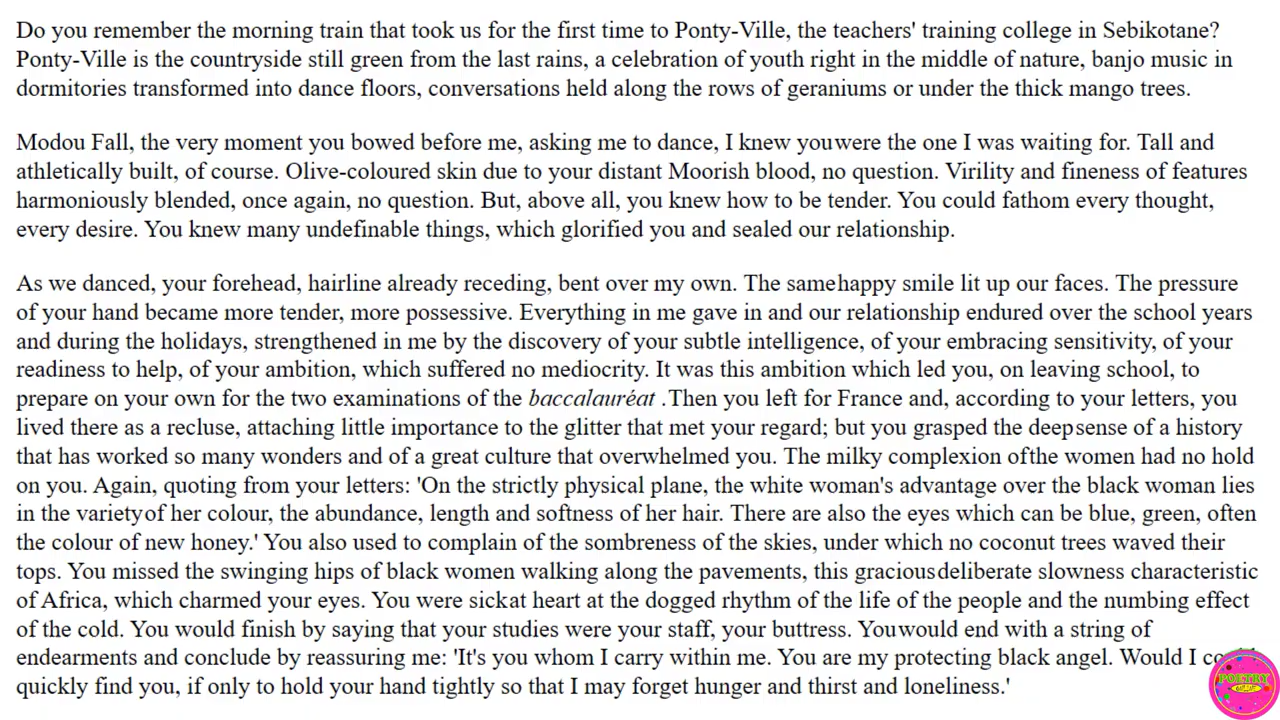 Do you remember the morning train that took us for the first time to Ponty-Ville, the teachers' training college in Sebikotane?
Ponty-Ville is the countryside still green from the last rains, a celebration of youth right in the middle of nature, banjo music in
dormitories transformed into dance floors, conversations held along the rows of geraniums or under the thick mango trees.
Modou Fall, the very moment you bowed before me, asking me to dance, I knew youwere the one I was waiting for. Tall and
athletically built, of course. Olive-coloured skin due to your distant Moorish blood, no question. Virility and fineness of features
harmoniously blended, once again, no question. But, above all, you knew how to be tender. You could fathom every thought,
every desire. You knew many undefinable things, which glorified you and sealed our relationship.
As we danced, your forehead, hairline already receding, bent over my own. The samehappy smile lit up our faces. The pressure
of your hand became more tender, more possessive. Everything in me gave in and our relationship endured over the school years
and during the holidays, strengthened in me by the discovery of your subtle intelligence, of your embracing sensitivity, of your
readiness to help, of your ambition, which suffered no mediocrity. It was this ambition which led you, on leaving school, to
prepare on your own for the two examinations of the baccalauréat .Then you left for France and, according to your letters, you
lived there as a recluse, attaching little importance to the glitter that met your regard; but you grasped the deepsense of a history
that has worked so many wonders and of a great culture that overwhelmed you. The milky complexion ofthe women had no hold
on you. Again, quoting from your letters: 'On the strictly physical plane, the white woman's advantage over the black woman lies
in the varietyof her colour, the abundance, length and softness of her hair. There are also the eyes which can be blue, green, often
the colour of new honey.' You also used to complain of the sombreness of the skies, under which no coconut trees waved their
tops. You missed the swinging hips of black women walking along the pavements, this graciousdeliberate slowness characteristic
of Africa, which charmed your eyes. You were sickat heart at the dogged rhythm of the life of the people and the numbing effect
of the cold. You would finish by saying that your studies were your staff, your buttress. Youwould end with a string of
endearments and conclude by reassuring me: 'It's you whom I carry within me. You are my protecting black angel. Would I
quickly find you, if only to hold your hand tightly so that I may forget hunger and thirst and loneliness.'
POETRY